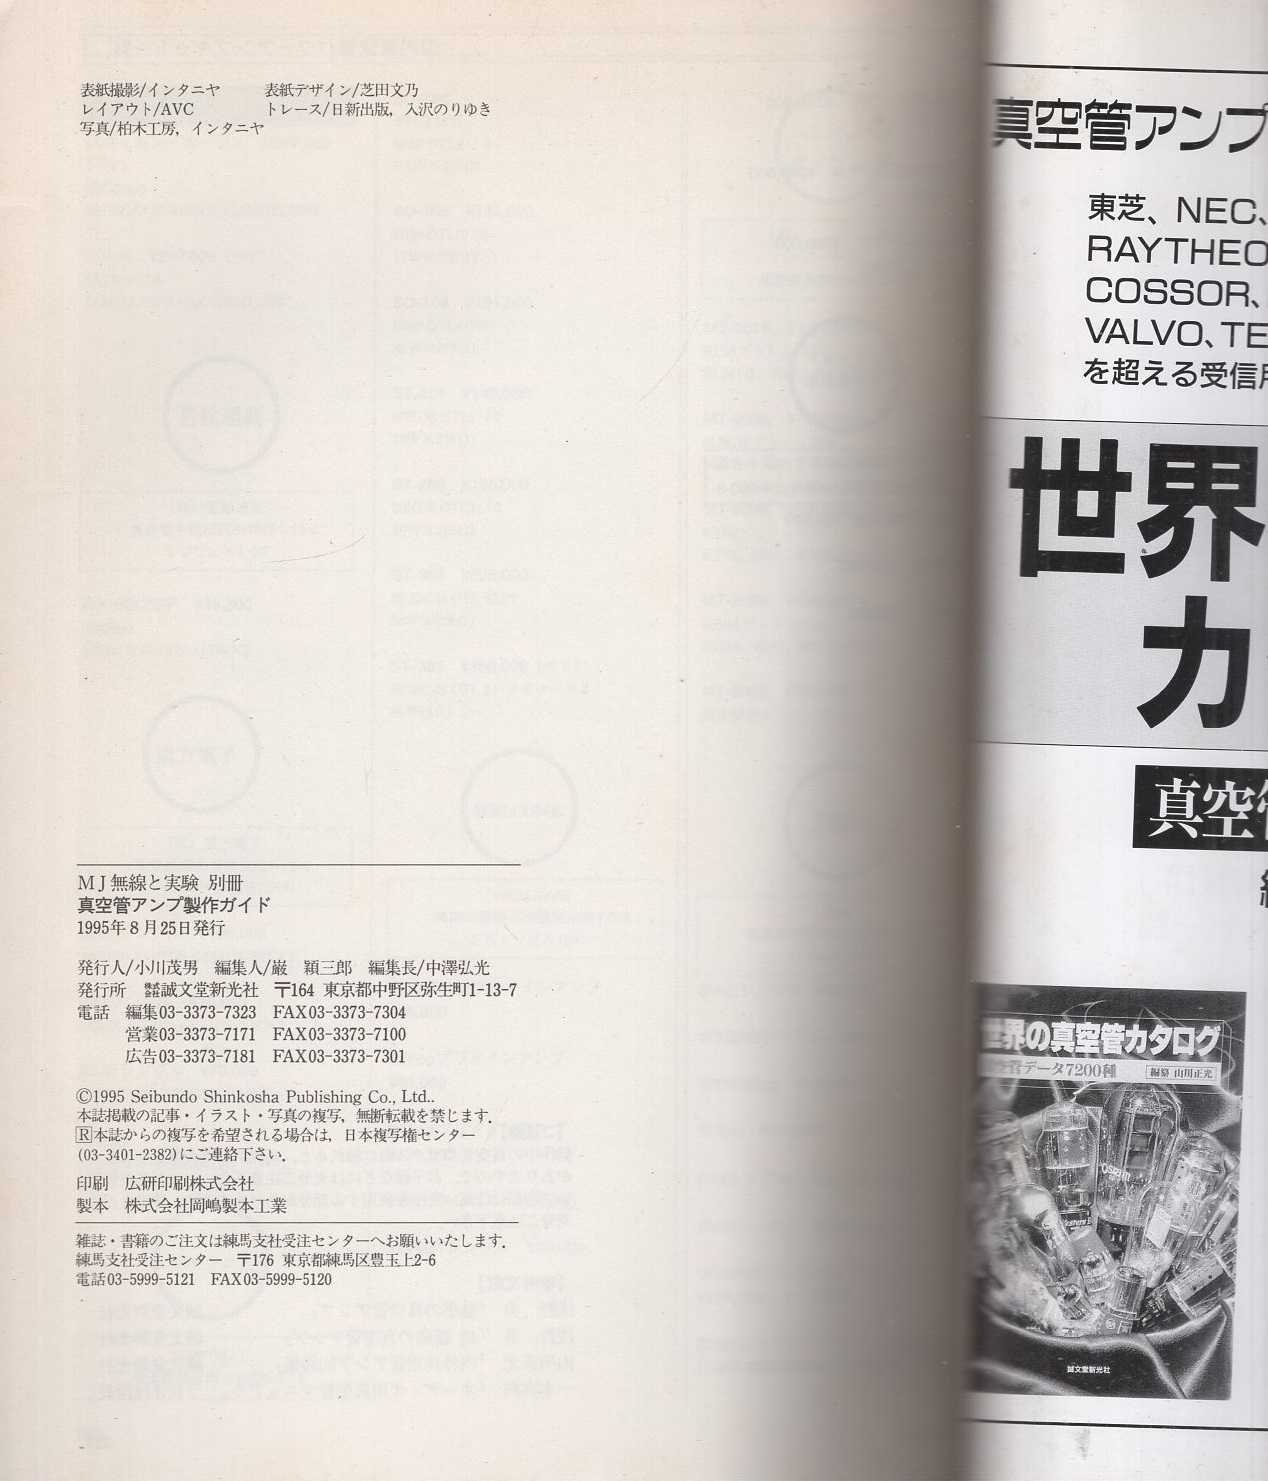 表紙撮影/インタニヤ　　表紙デザイン/芝田文乃
レイアウト/AVC　　トレース/日新出版，入沢のりゆき
写真/柏木工房，インタニヤ
MJ無線と実験 別冊
真空管アンプ製作ガイド
1995年8月25日発行
発行人/小川茂男　編集人/巌　穎三郎　編集長/中澤弘光
発行所　㈱誠文堂新光社　〒164 東京都中野区弥生町1-13-7
電話　編集03-3373-7323　FAX03-3373-7304
営業03-3373-7171　FAX03-3373-7100
広告03-3373-7181　FAX03-3373-7301
©1995 Seibundo Shinkosha Publishing Co., Ltd..
本誌掲載の記事・イラスト・写真の複写，無断転載を禁じます．
Ⓡ本誌からの複写を希望される場合は，日本複写権センター
(03-3401-2382)にご連絡下さい．
印刷　広研印刷株式会社
製本　株式会社岡嶋製本工業
雑誌・書籍のご注文は練馬支社受注センターへお願いいたします．
練馬支社受注センター　〒176 東京都練馬区豊玉上2-6
電話03-5999-5121　FAX03-5999-5120
真空管アンプ
東芝、NEC、
RAYTHEO
COSSOR、
VALVO、TE
を超える受信
世界
カ
真空
世界の真空管カタログ
空管データ7200種
編纂 山川正光
誠文堂新光社